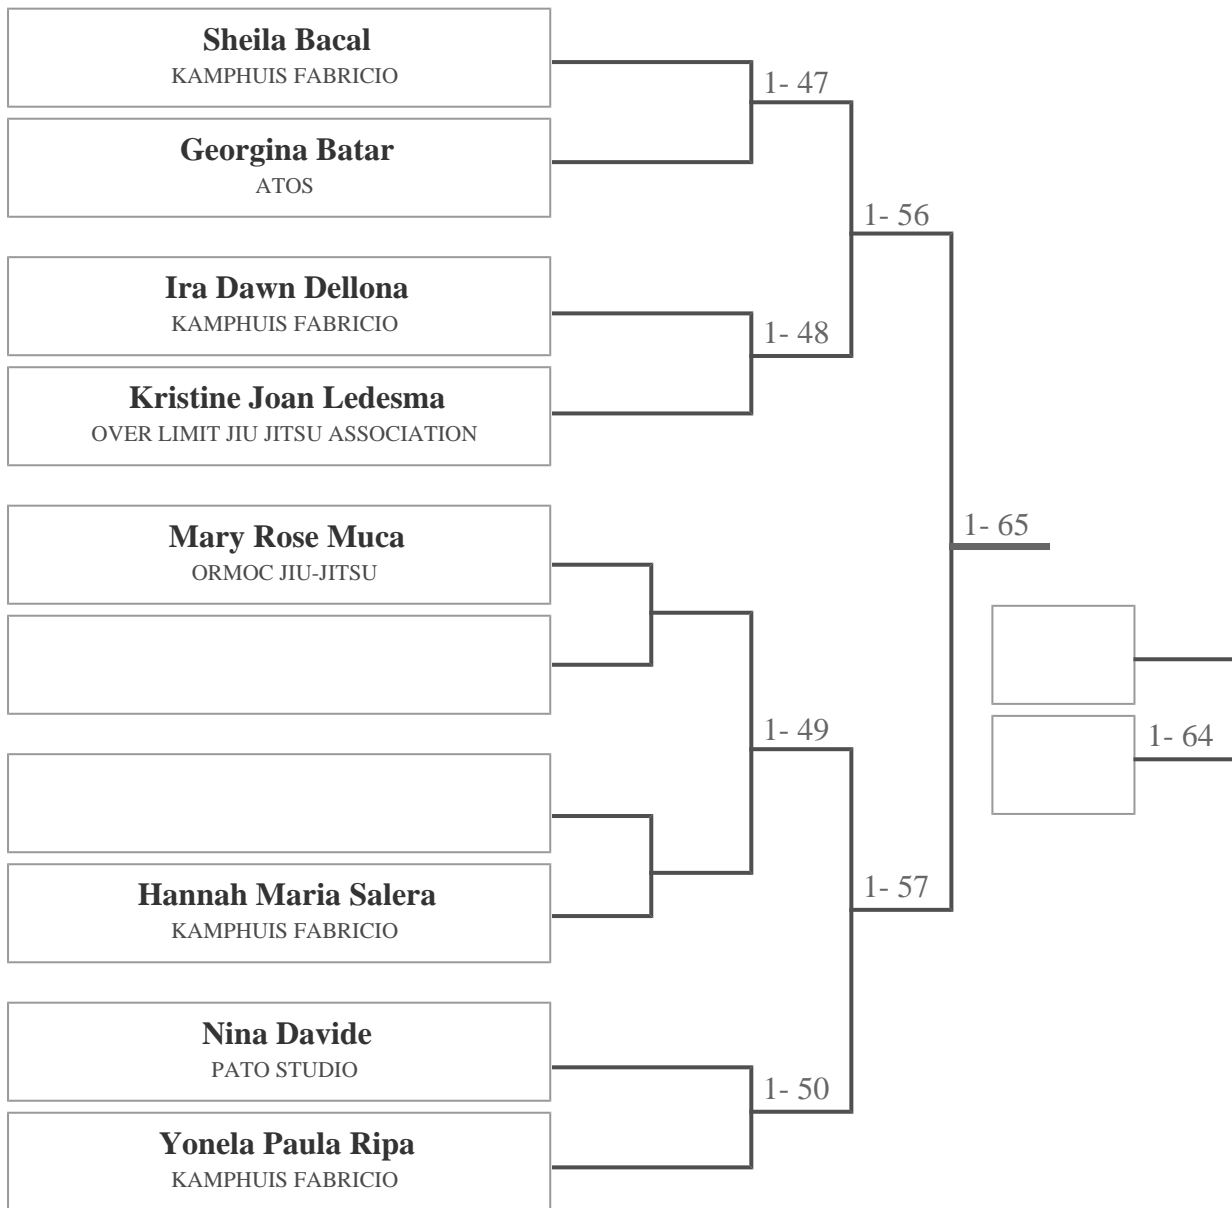 Sheila Bacal
KAMPHUIS FABRICIO
1- 47
Georgina Batar
ATOS
1- 56
Ira Dawn Dellona
KAMPHUIS FABRICIO
1- 48
Kristine Joan Ledesma
OVER LIMIT JIU JITSU ASSOCIATION
Mary Rose Muca
ORMOC JIU-JITSU
1- 65
1- 49
1- 64
Hannah Maria Salera
KAMPHUIS FABRICIO
1- 57
Nina Davide
PATO STUDIO
1- 50
Yonela Paula Ripa
KAMPHUIS FABRICIO